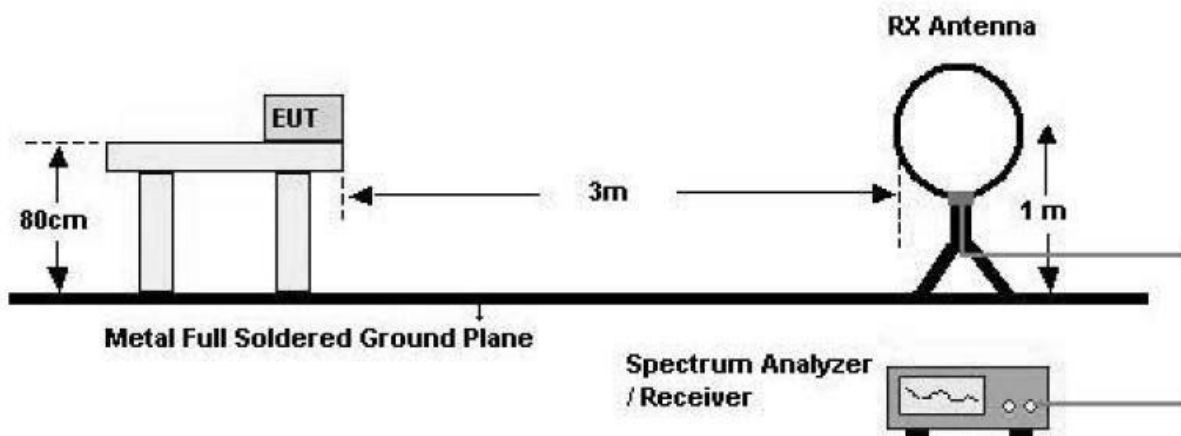 RX Antenna
EUT
3m
80cm
1 m
Metal Full Soldered Ground Plane
Spectrum Analyzer
/ Receiver